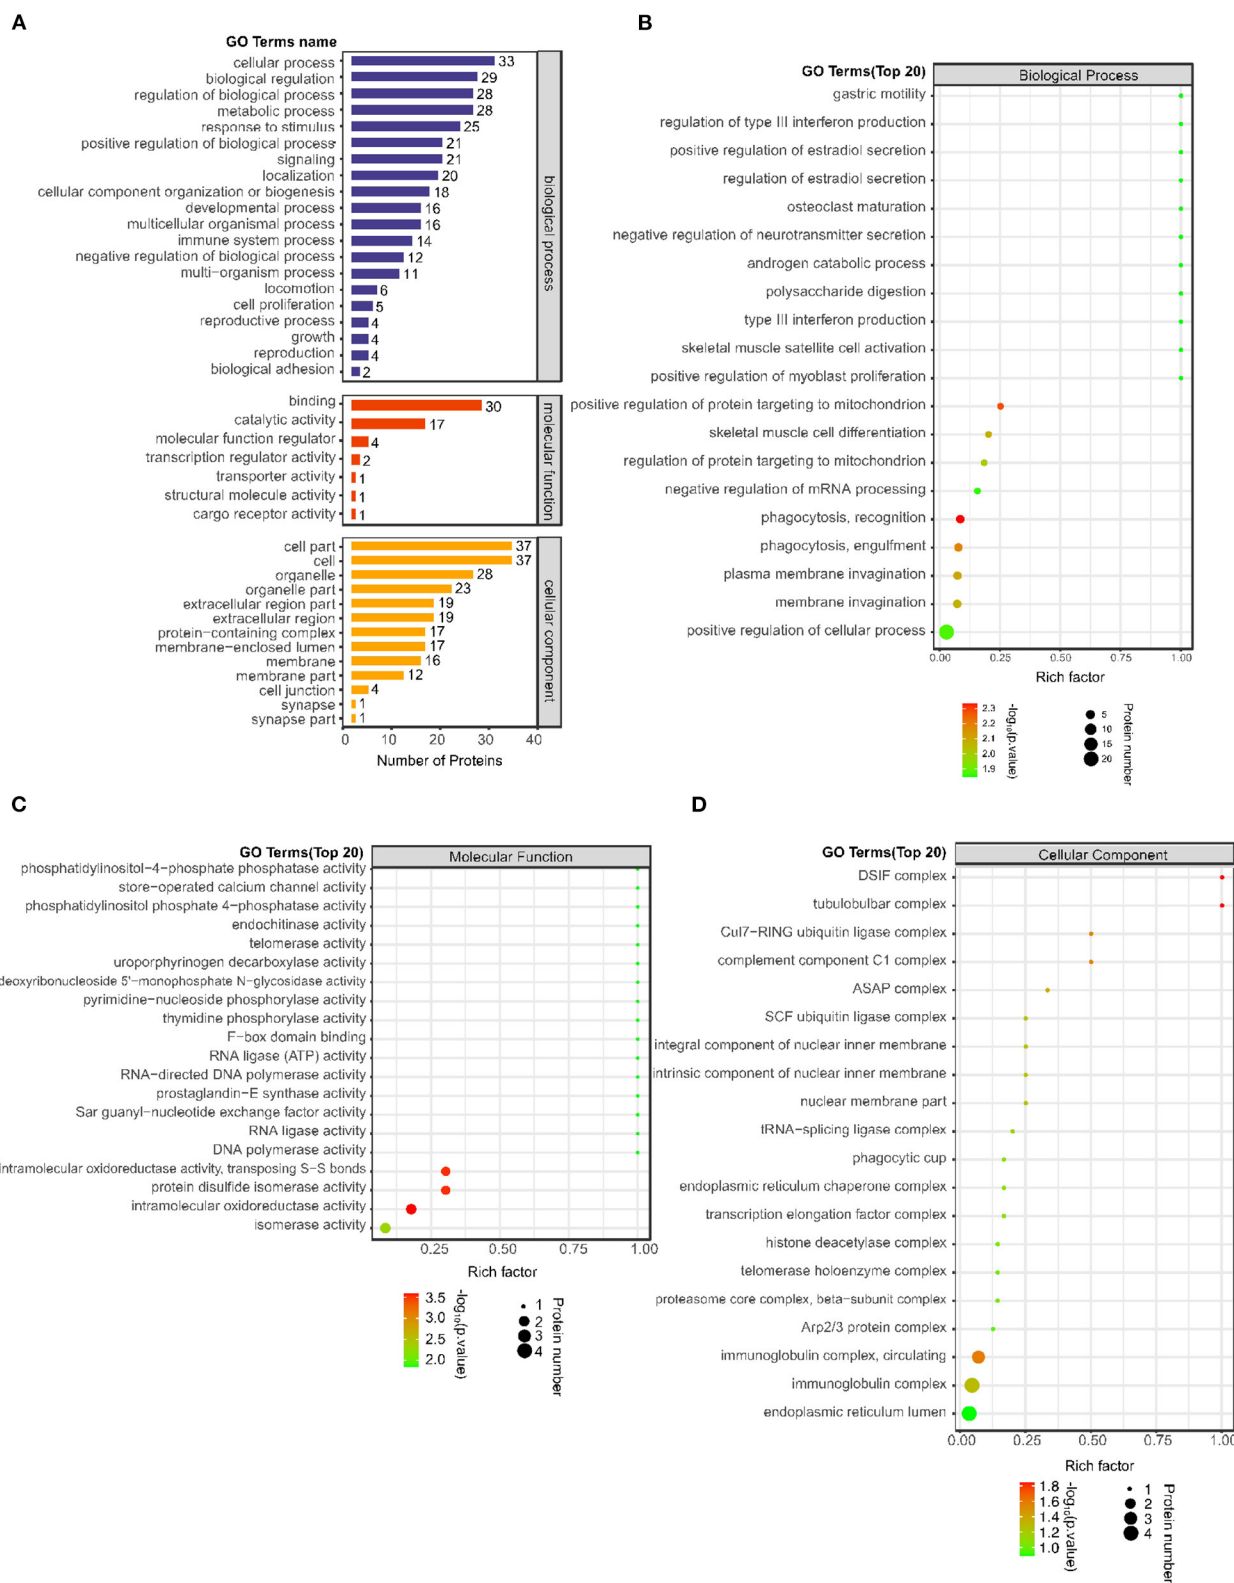 A
GO Terms name
cellular process 33
biological regulation 29
regulation of biological process 28
metabolic process 28
response to stimulus 25
positive regulation of biological process 21
signaling 21
localization 20
cellular component organization or biogenesis 18
developmental process 16
multicellular organismal process 16
immune system process 14
negative regulation of biological process 12
multi−organism process 11
locomotion 6
cell proliferation 5
reproductive process 4
growth 4
reproduction 4
biological adhesion 2
biological process
binding 30
catalytic activity 17
molecular function regulator 4
transcription regulator activity 2
transporter activity 1
structural molecule activity 1
cargo receptor activity 1
molecular function
cell part 37
cell 37
organelle 28
organelle part 23
extracellular region part 19
extracellular region 19
protein−containing complex 17
membrane−enclosed lumen 17
membrane 16
membrane part 12
cell junction 4
synapse 1
synapse part 1
cellular component
0 10 20 30 40
Number of Proteins
B
GO Terms(Top 20) Biological Process
gastric motility
regulation of type III interferon production
positive regulation of estradiol secretion
regulation of estradiol secretion
osteoclast maturation
negative regulation of neurotransmitter secretion
androgen catabolic process
polysaccharide digestion
type III interferon production
skeletal muscle satellite cell activation
positive regulation of myoblast proliferation
positive regulation of protein targeting to mitochondrion
skeletal muscle cell differentiation
regulation of protein targeting to mitochondrion
negative regulation of mRNA processing
phagocytosis, recognition
phagocytosis, engulfment
plasma membrane invagination
membrane invagination
positive regulation of cellular process
0.00 0.25 0.50 0.75 1.00
Rich factor
2.3
2.2
2.1
2.0
1.9
-log₁₀(p.value)
5
10
15
20
Protein number
C
GO Terms(Top 20) Molecular Function
phosphatidylinositol−4−phosphate phosphatase activity
store−operated calcium channel activity
phosphatidylinositol phosphate 4−phosphatase activity
endochitinase activity
telomerase activity
uroporphyrinogen decarboxylase activity
deoxyribonucleoside 5'−monophosphate N−glycosidase activity
pyrimidine−nucleoside phosphorylase activity
thymidine phosphorylase activity
F−box domain binding
RNA ligase (ATP) activity
RNA−directed DNA polymerase activity
prostaglandin−E synthase activity
Sar guanyl−nucleotide exchange factor activity
RNA ligase activity
DNA polymerase activity
intramolecular oxidoreductase activity, transposing S−S bonds
protein disulfide isomerase activity
intramolecular oxidoreductase activity
isomerase activity
0.25 0.50 0.75 1.00
Rich factor
3.5
3.0
2.5
2.0
-log₁₀(p.value)
1
2
3
4
Protein number
D
GO Terms(Top 20) Cellular Component
DSIF complex
tubulobulbar complex
Cul7−RING ubiquitin ligase complex
complement component C1 complex
ASAP complex
SCF ubiquitin ligase complex
integral component of nuclear inner membrane
intrinsic component of nuclear inner membrane
nuclear membrane part
tRNA−splicing ligase complex
phagocytic cup
endoplasmic reticulum chaperone complex
transcription elongation factor complex
histone deacetylase complex
telomerase holoenzyme complex
proteasome core complex, beta−subunit complex
Arp2/3 protein complex
immunoglobulin complex, circulating
immunoglobulin complex
endoplasmic reticulum lumen
0.00 0.25 0.50 0.75 1.00
Rich factor
1.8
1.6
1.4
1.2
1.0
-log₁₀(p.value)
1
2
3
4
Protein number